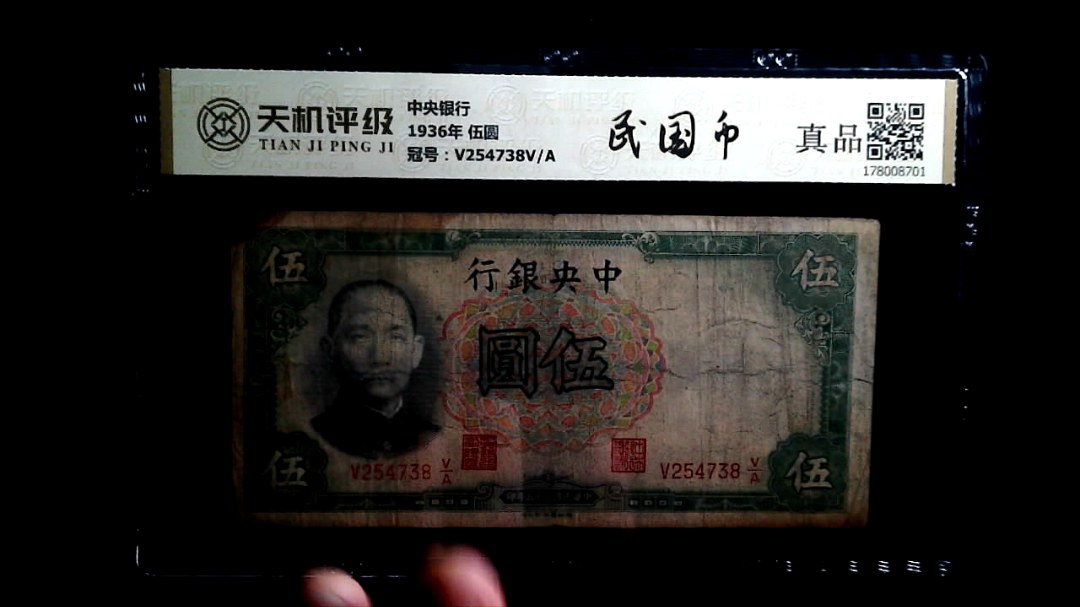 天机评级
TIAN JI PING JI
中央银行
1936年 伍圆
冠号：V254738V/A
民国币
真品
178008701
伍
行銀央中
伍
圓伍
V254738 V/A
V254738 V/A
伍
伍